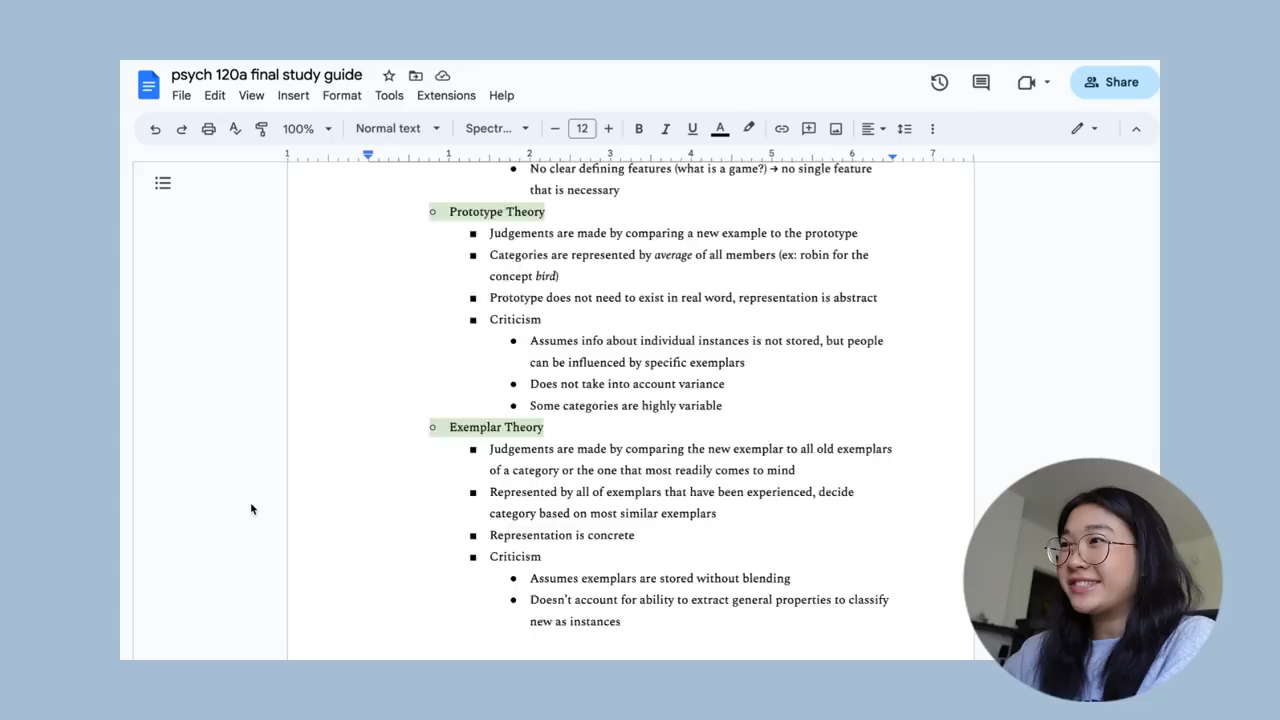 psych 120a final study guide
File Edit View Insert Format Tools Extensions Help
Share
100% Normal text Spectr... 12
1 1 2 3 4 5 6 7
● No clear defining features (what is a game?) → no single feature
that is necessary
○ Prototype Theory
■ Judgements are made by comparing a new example to the prototype
■ Categories are represented by average of all members (ex: robin for the
concept bird)
■ Prototype does not need to exist in real word, representation is abstract
■ Criticism
● Assumes info about individual instances is not stored, but people
can be influenced by specific exemplars
● Does not take into account variance
● Some categories are highly variable
○ Exemplar Theory
■ Judgements are made by comparing the new exemplar to all old exemplars
of a category or the one that most readily comes to mind
■ Represented by all of exemplars that have been experienced, decide
category based on most similar exemplars
■ Representation is concrete
■ Criticism
● Assumes exemplars are stored without blending
● Doesn't account for ability to extract general properties to classify
new as instances